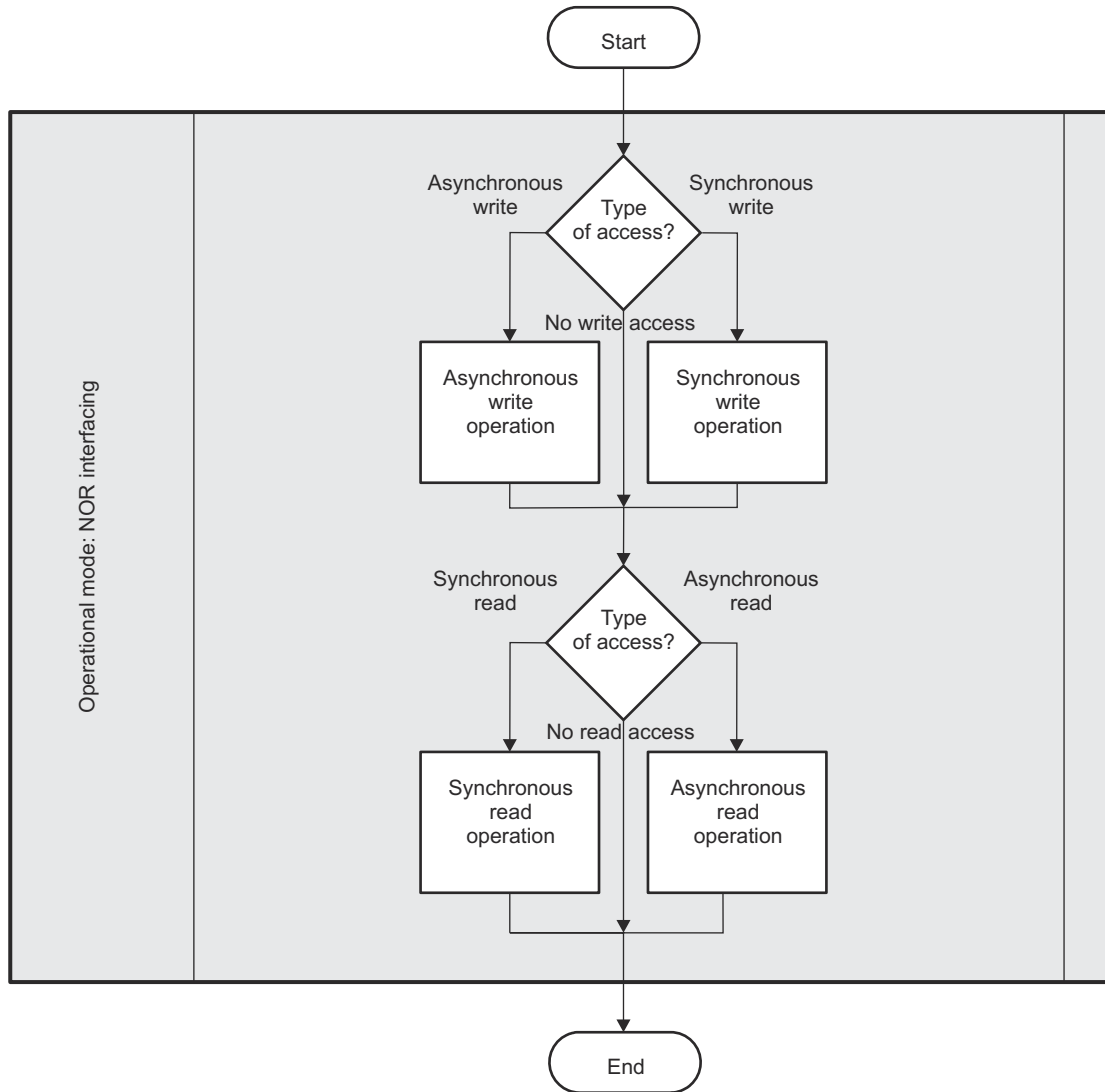 Start
Asynchronous
write
Synchronous
write
Type
of access?
No write access
Asynchronous
write
operation
Synchronous
write
operation
Operational mode: NOR interfacing
Synchronous
read
Asynchronous
read
Type
of access?
No read access
Synchronous
read
operation
Asynchronous
read
operation
End